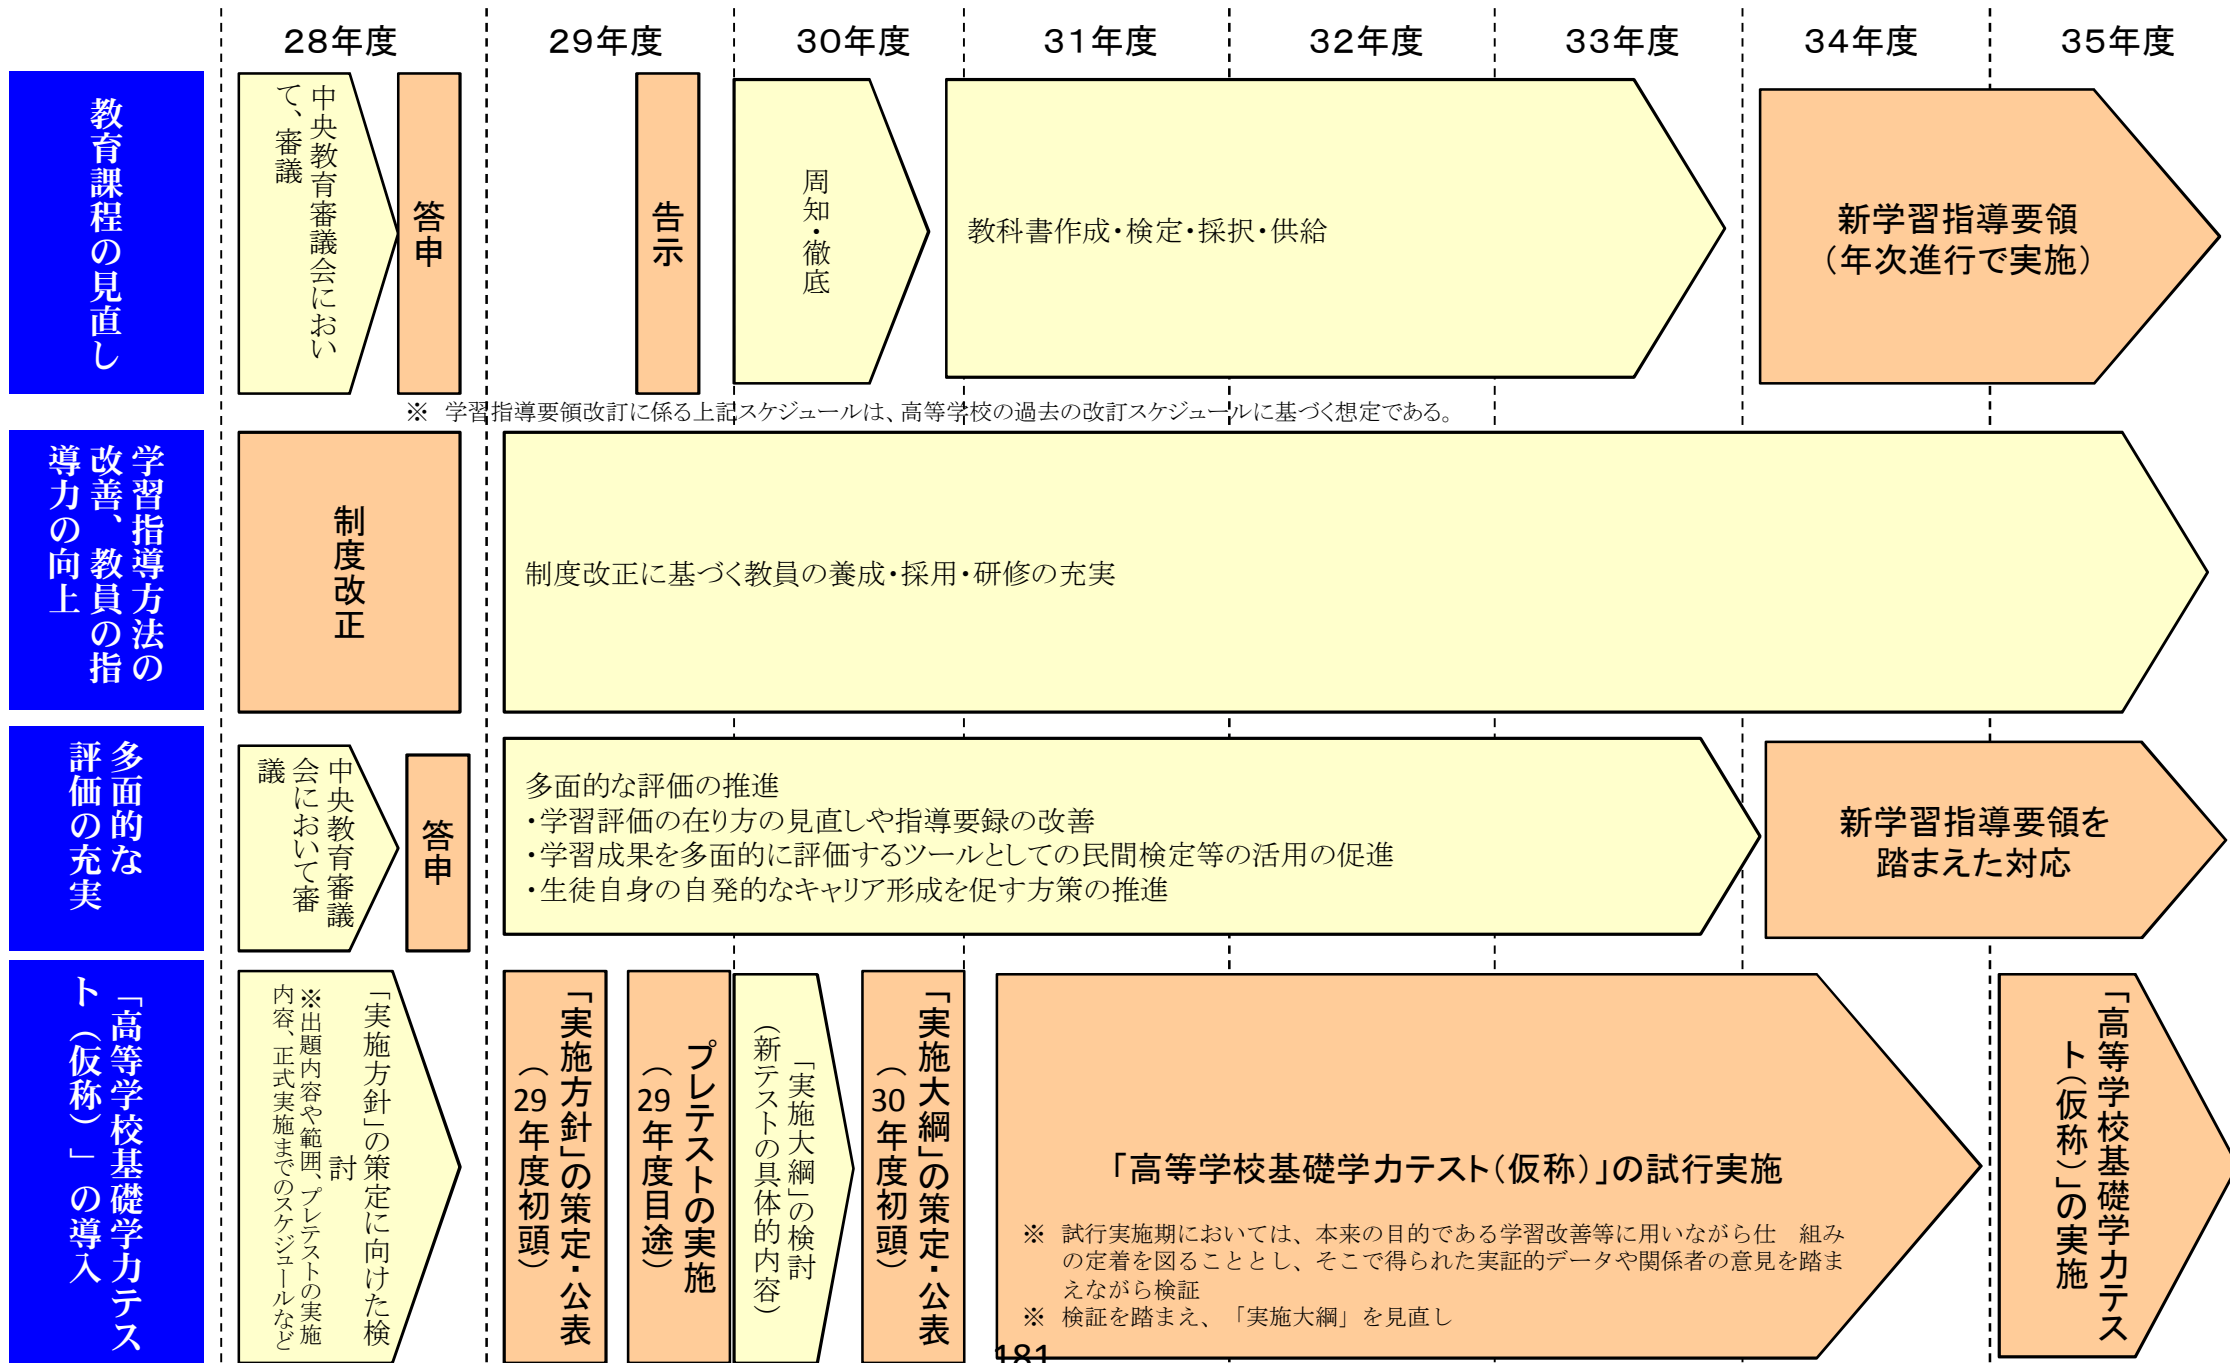 28年度
29年度
30年度
31年度
32年度
33年度
34年度
35年度
教育課程の見直し
中央教育審議会におい
て、審議
答申
告示
周知・徹底
教科書作成・検定・採択・供給
新学習指導要領
（年次進行で実施）
※　学習指導要領改訂に係る上記スケジュールは、高等学校の過去の改訂スケジュールに基づく想定である。
学習指導方法の
改善、教員の指
導力の向上
制度改正
制度改正に基づく教員の養成・採用・研修の充実
多面的な
評価の充実
中央教育審議
会において審
議
答申
多面的な評価の推進
・学習評価の在り方の見直しや指導要録の改善
・学習成果を多面的に評価するツールとしての民間検定等の活用の促進
・生徒自身の自発的なキャリア形成を促す方策の推進
新学習指導要領を
踏まえた対応
「高等学校基礎学力テス
ト（仮称）」の導入
「実施方針」の策定に向けた検
討
※出題内容や範囲、プレテストの実施
内容、正式実施までのスケジュールなど
「実施方針」の策定・公表
（29年度初頭）
プレテストの実施
（29年度目途）
「実施大綱」の検討
（新テストの具体的内容）
「実施大綱」の策定・公表
（30年度初頭）
「高等学校基礎学力テスト（仮称）」の試行実施
※　試行実施期においては、本来の目的である学習改善等に用いながら仕　組み
の定着を図ることとし、そこで得られた実証的データや関係者の意見を踏ま
えながら検証
※　検証を踏まえ、「実施大綱」を見直し
「高等学校基礎学力テス
ト（仮称）」の実施
181